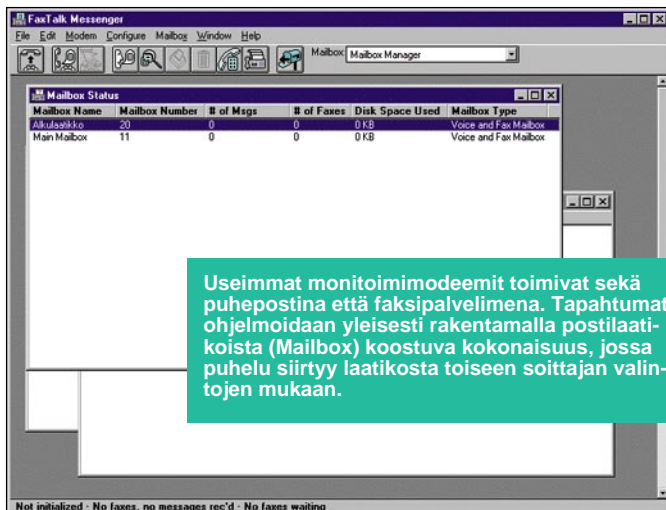 FaxTalk Messenger
File Edit Modem Configure Mailbox Window Help
Mailbox: Mailbox Manager
Mailbox Status
Mailbox Name Mailbox Number # of Msgs # of Faxes Disk Space Used Mailbox Type
Alkulaatikko 20 0 0 0 KB Voice and Fax Mailbox
Main Mailbox 11 0 0 0 KB Voice and Fax Mailbox
Useimmat monitoimimodeemit toimivat sekä
puhepostina että faksipalvelimena. Tapahtumat
ohjelmoidaan yleisesti rakentamalla postilaati-
koista (Mailbox) koostuva kokonaisuus, jossa
puhelu siirtyy laatikosta toiseen soittajan valin-
tojen mukaan.
Not initialized - No faxes, no messages rec'd - No faxes waiting